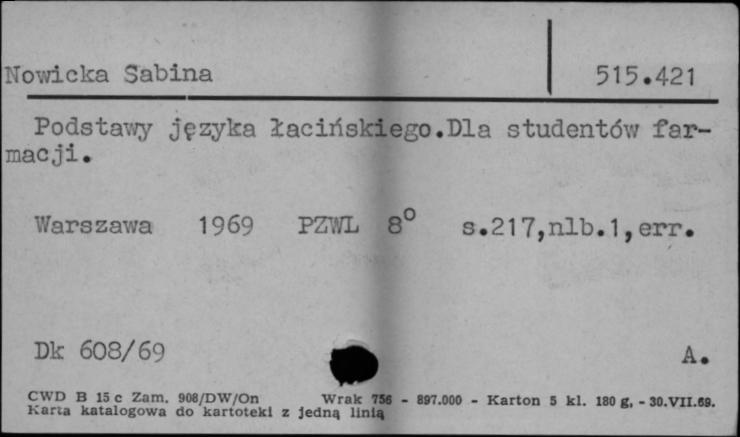 Nowicka Sabina 515.421
Podstawy języka łacińskiego.Dla studentów far-
macji.
Warszawa 1969 PZWL 8° s.217,nlb.1,err.
Dk 608/69 A.
CWD B 15 c Zam. 908/DW/On Wrak 756 - 897.000 - Karton 5 kl. 180 g, - 30.VII.69.
Karta katalogowa do kartoteki z jedną linią